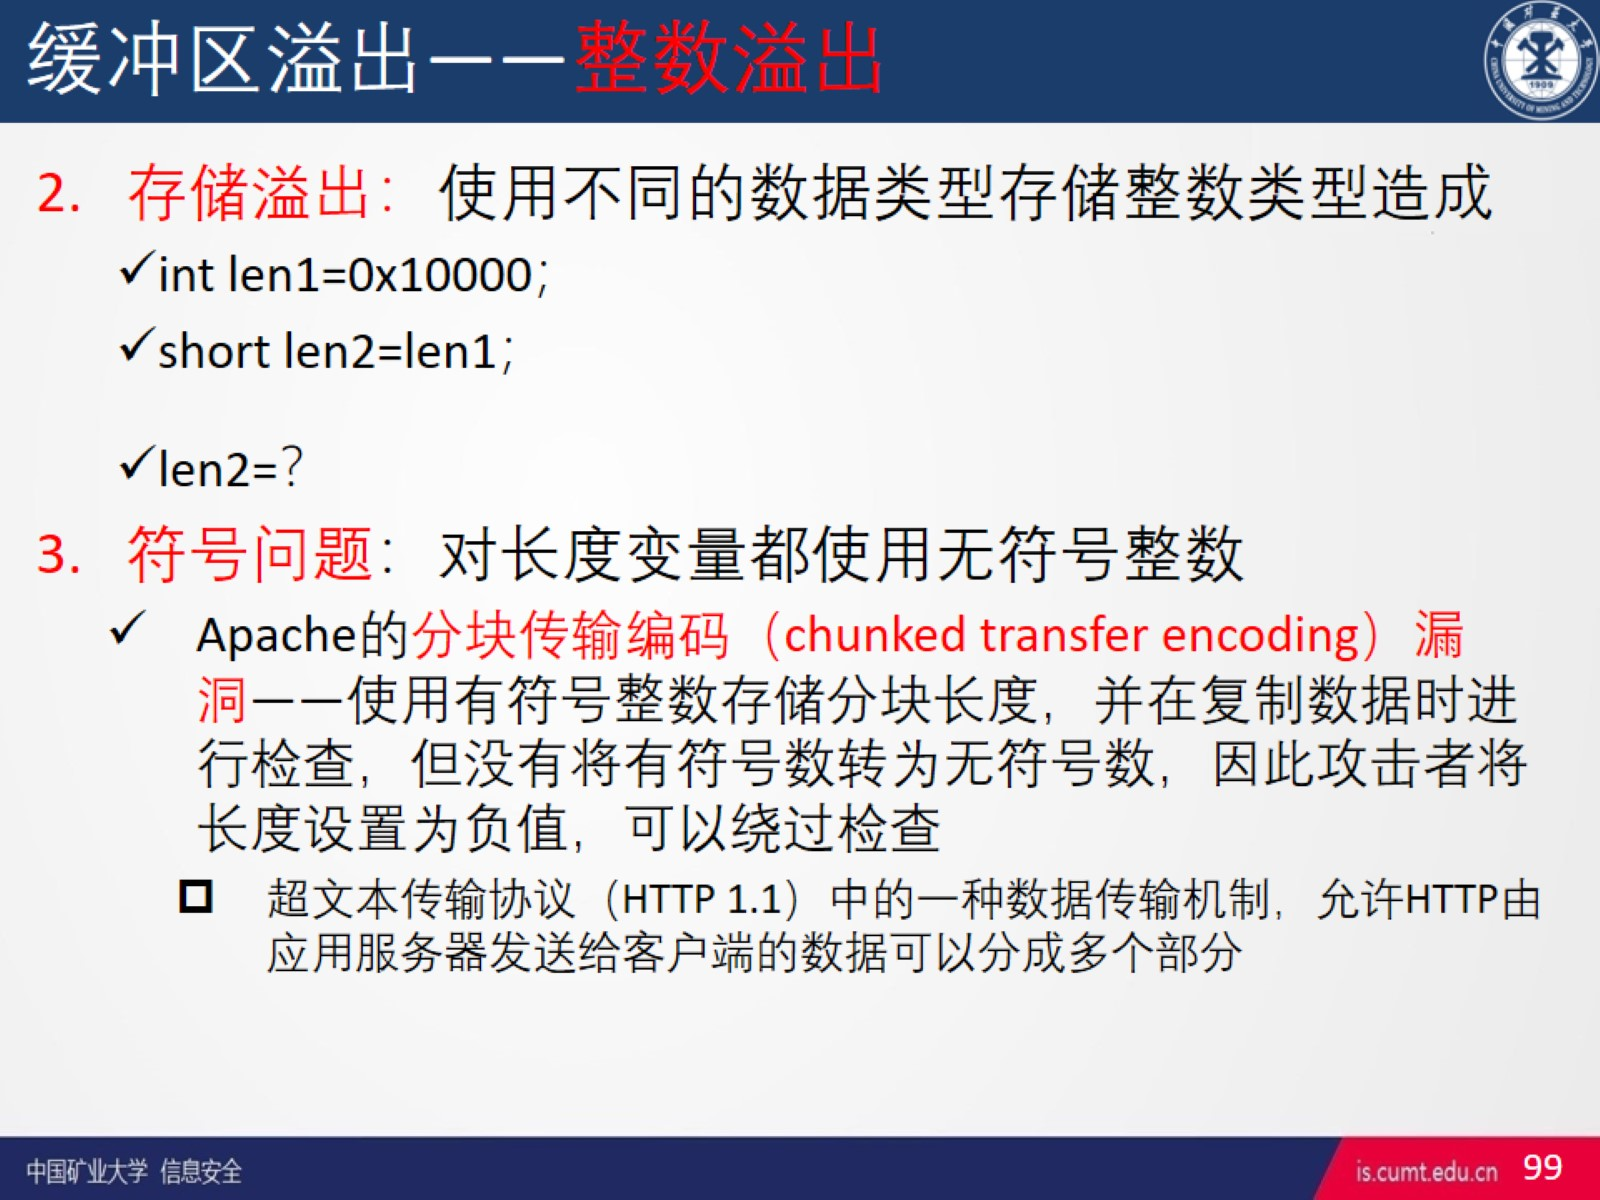 缓冲区溢出——整数溢出
2. 存储溢出： 使用不同的数据类型存储整数类型造成
✓int len1=0x10000；
✓short len2=len1；
✓len2=？
3. 符号问题： 对长度变量都使用无符号整数
✓ Apache的分块传输编码（chunked transfer encoding）漏
洞——使用有符号整数存储分块长度，并在复制数据时进
行检查，但没有将有符号数转为无符号数，因此攻击者将
长度设置为负值，可以绕过检查
超文本传输协议（HTTP 1.1）中的一种数据传输机制，允许HTTP由
应用服务器发送给客户端的数据可以分成多个部分
中国矿业大学 信息安全
is.cumt.edu.cn 99
CHINA UNIVERSITY OF MINING AND TECHNOLOGY
1909